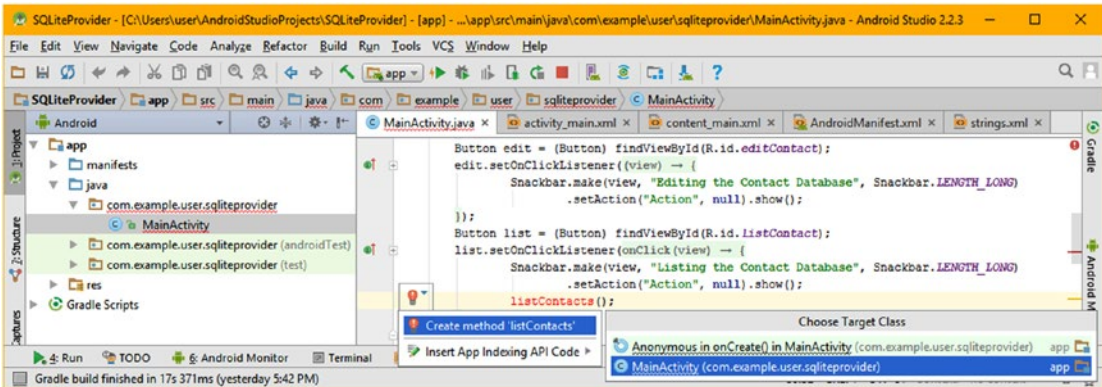 SQLiteProvider - [C:\Users\user\AndroidStudioProjects\SQLiteProvider] - [app] - ...\app\src\main\java\com\example\user\sqliteprovider\MainActivity.java - Android Studio 2.2.3
File Edit View Navigate Code Analyze Refactor Build Run Tools VCS Window Help
app
SQLiteProvider app src main java com example user sqliteprovider MainActivity
Android
MainActivity.java × activity_main.xml × content_main.xml × AndroidManifest.xml × strings.xml ×
1: Project
2: Structure
Captures
app
manifests
java
com.example.user.sqliteprovider
MainActivity
com.example.user.sqliteprovider (androidTest)
com.example.user.sqliteprovider (test)
res
Gradle Scripts
Button edit = (Button) findViewById(R.id.editContact);
edit.setOnClickListener((view) → {
Snackbar.make(view, "Editing the Contact Database", Snackbar.LENGTH_LONG)
.setAction("Action", null).show();
});
Button list = (Button) findViewById(R.id.ListContact);
list.setOnClickListener(onClick(view) → {
Snackbar.make(view, "Listing the Contact Database", Snackbar.LENGTH_LONG)
.setAction("Action", null).show();
listContacts();
Create method 'listContacts'
Insert App Indexing API Code
Choose Target Class
Anonymous in onCreate() in MainActivity (com.example.user.sqliteprovider) app
MainActivity (com.example.user.sqliteprovider) app
Gradle
Android M
4: Run TODO 6: Android Monitor Terminal
Gradle build finished in 17s 371ms (yesterday 5:42 PM)